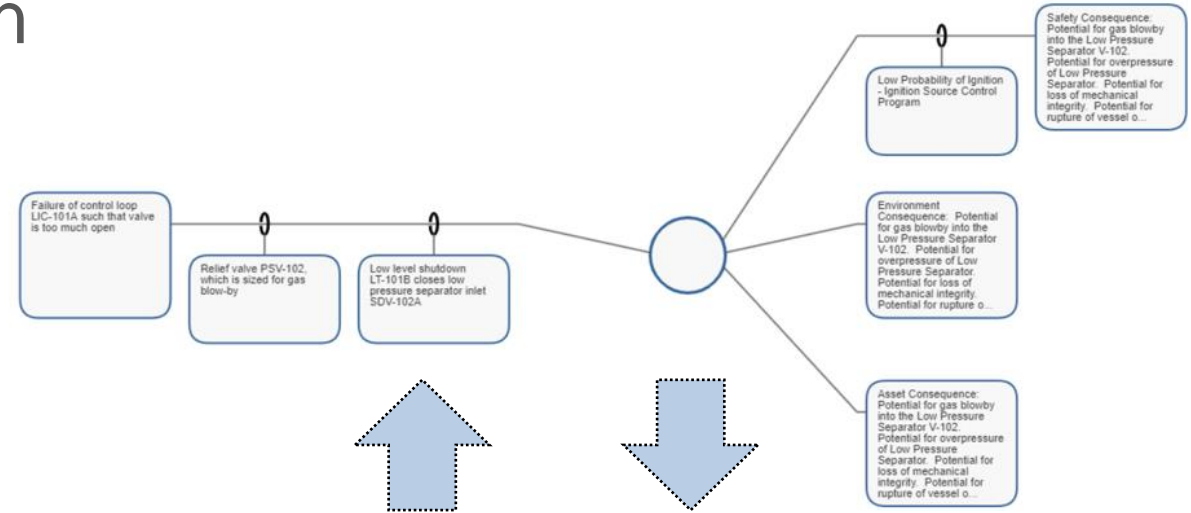 n
Failure of control loop
LIC-101A such that valve
is too much open
Relief valve PSV-102,
which is sized for gas
blow-by
Low level shutdown
LT-101B closes low
pressure separator inlet
SDV-102A
Low Probability of Ignition
- Ignition Source Control
Program
Safety Consequence:
Potential for gas blowby
into the Low Pressure
Separator V-102.
Potential for overpressure
of Low Pressure
Separator. Potential for
loss of mechanical
integrity. Potential for
rupture of vessel o...
Environment
Consequence: Potential
for gas blowby into the
Low Pressure Separator
V-102. Potential for
overpressure of Low
Pressure Separator.
Potential for loss of
mechanical integrity.
Potential for rupture o...
Asset Consequence:
Potential for gas blowby
into the Low Pressure
Separator V-102.
Potential for overpressure
of Low Pressure
Separator. Potential for
loss of mechanical
integrity. Potential for
rupture of vessel o...